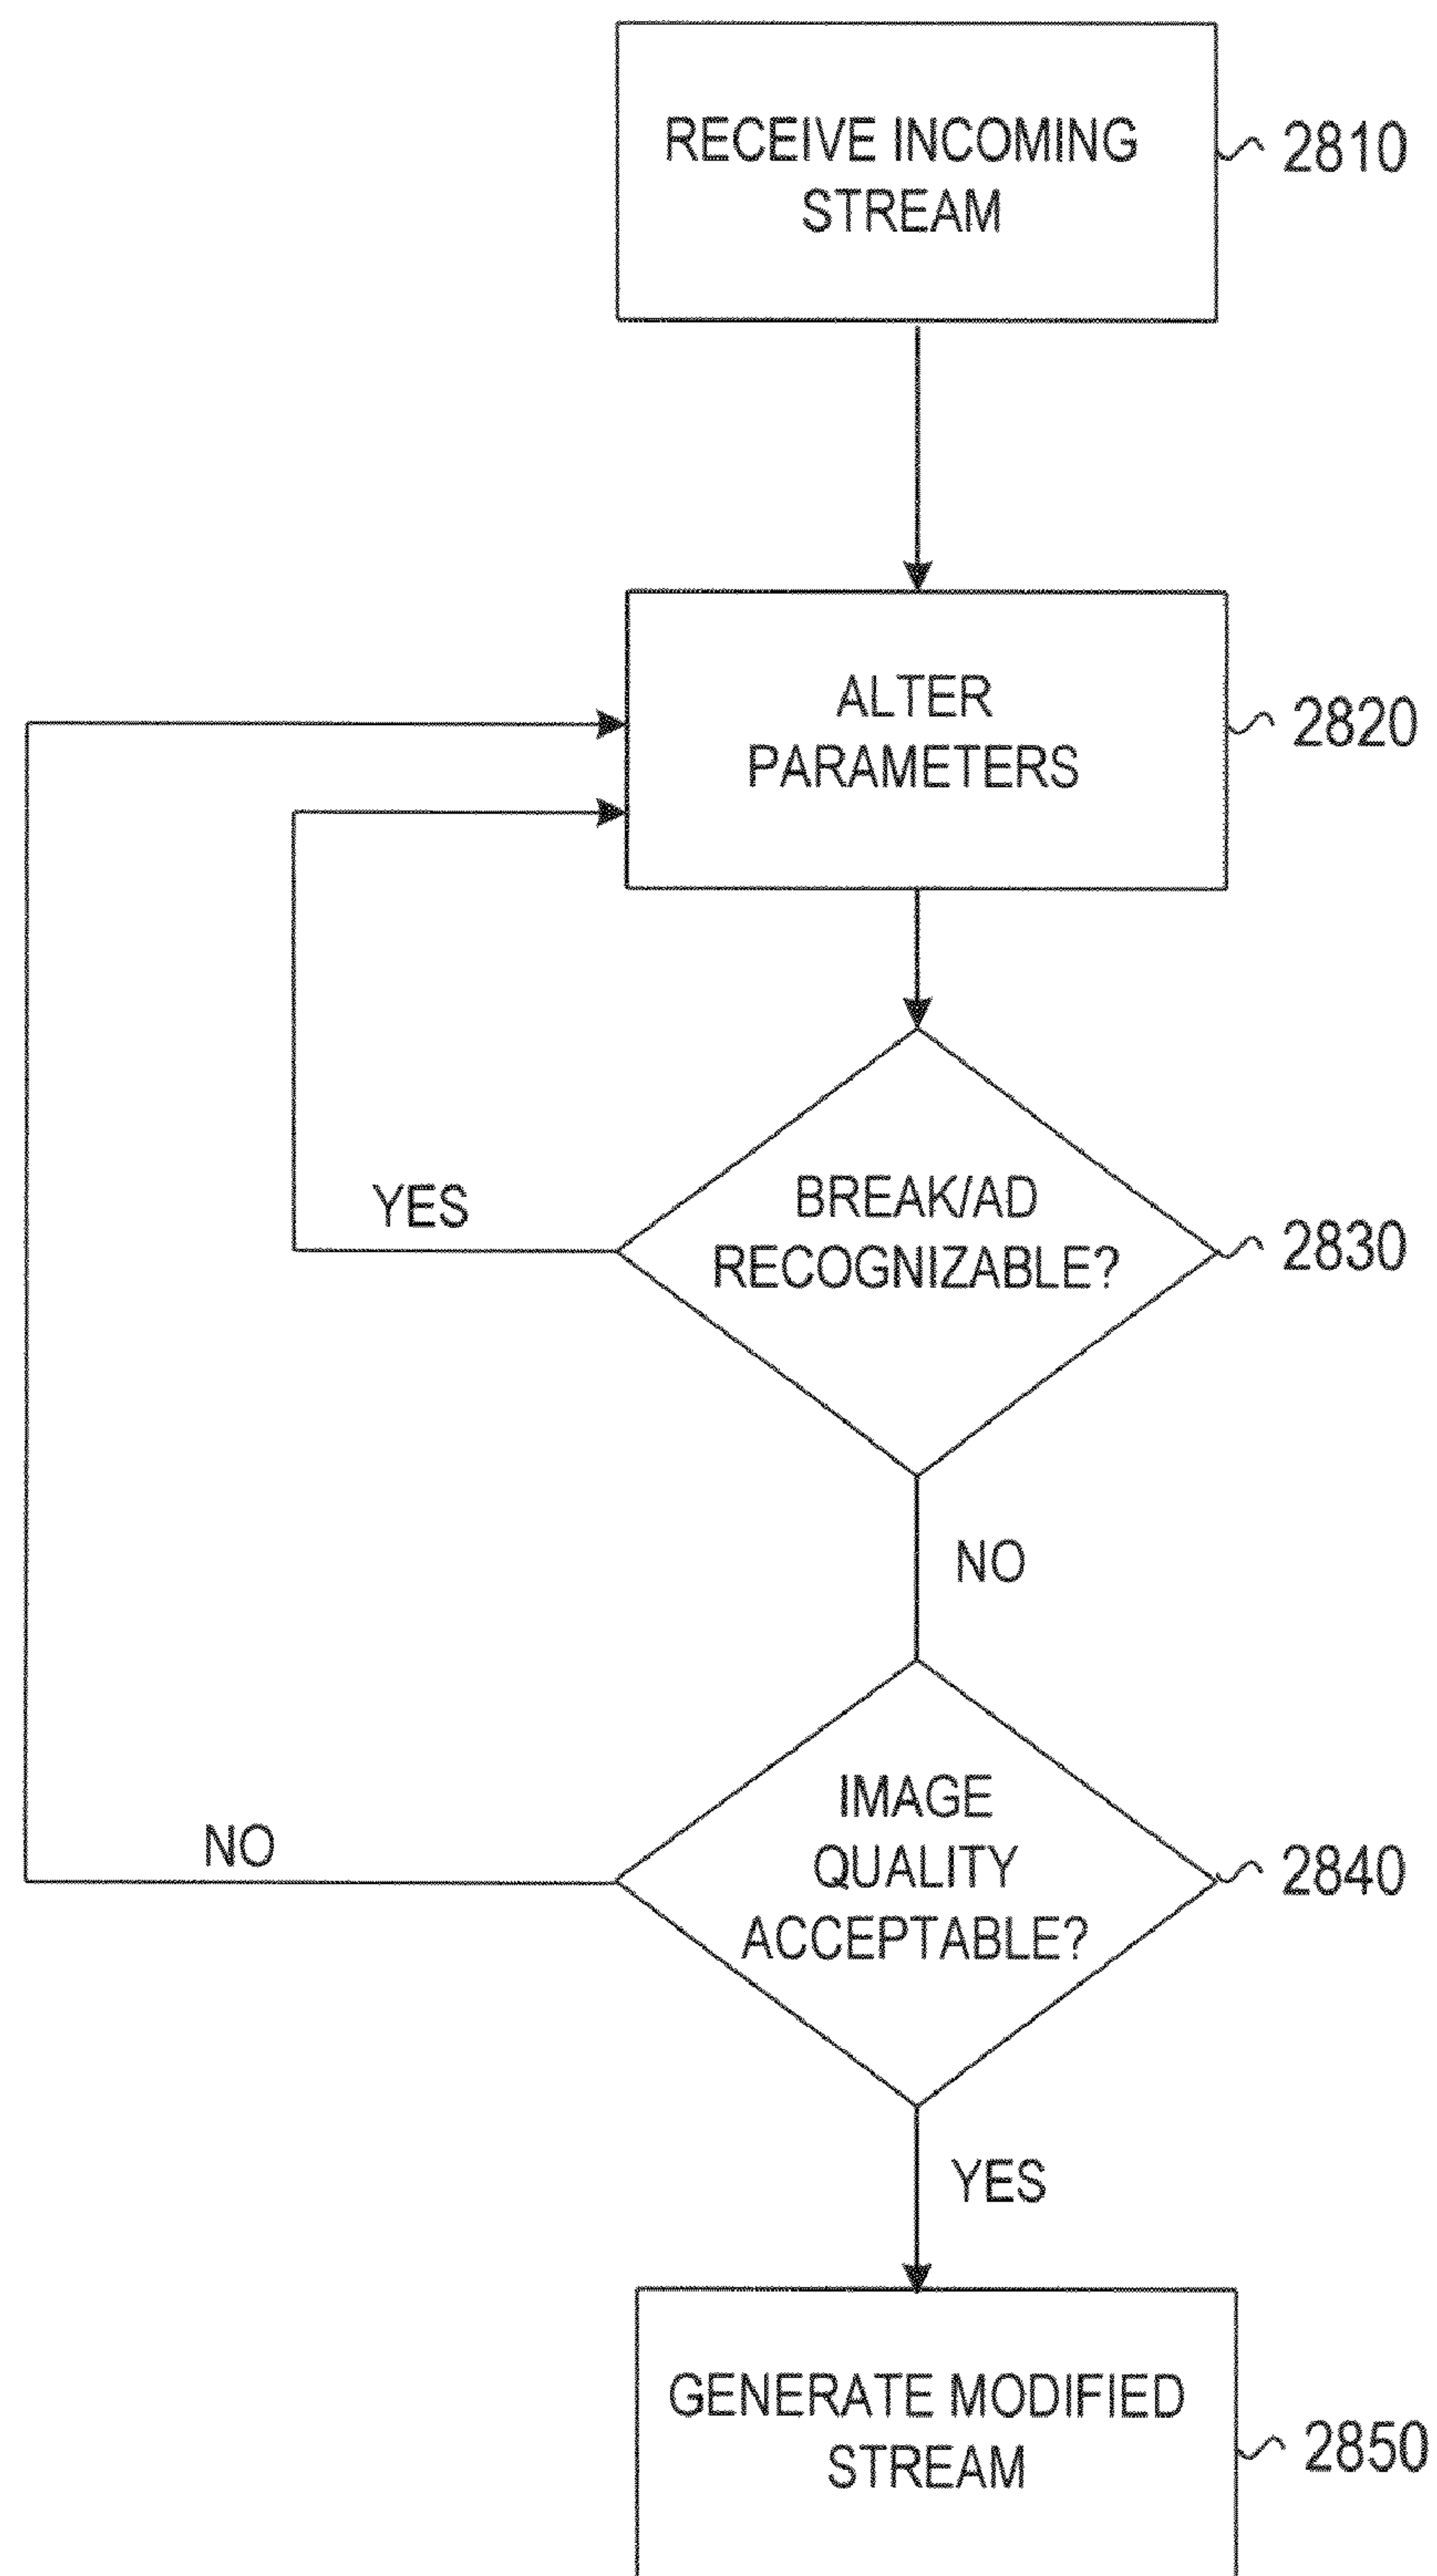 RECEIVE INCOMING
STREAM
2810
ALTER
PARAMETERS
2820
BREAK/AD
RECOGNIZABLE?
2830
YES
NO
IMAGE
QUALITY
ACCEPTABLE?
2840
NO
YES
GENERATE MODIFIED
STREAM
2850